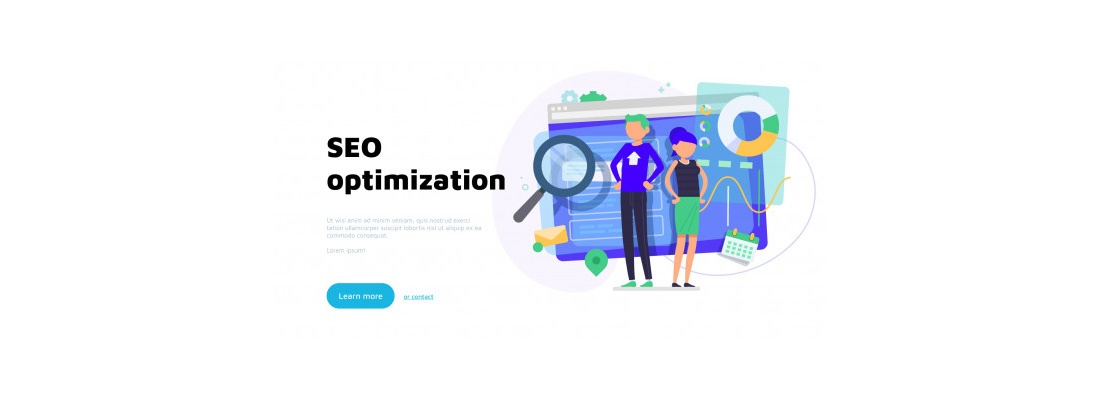 SEO
optimization
Ut wisi enim ad minim veniam, quis nostrud exerci
tation ullamcorper suscipit lobortis nisl ut aliquip ex ea
commodo consequat.
Lorem ipsum!
Learn more
or contact